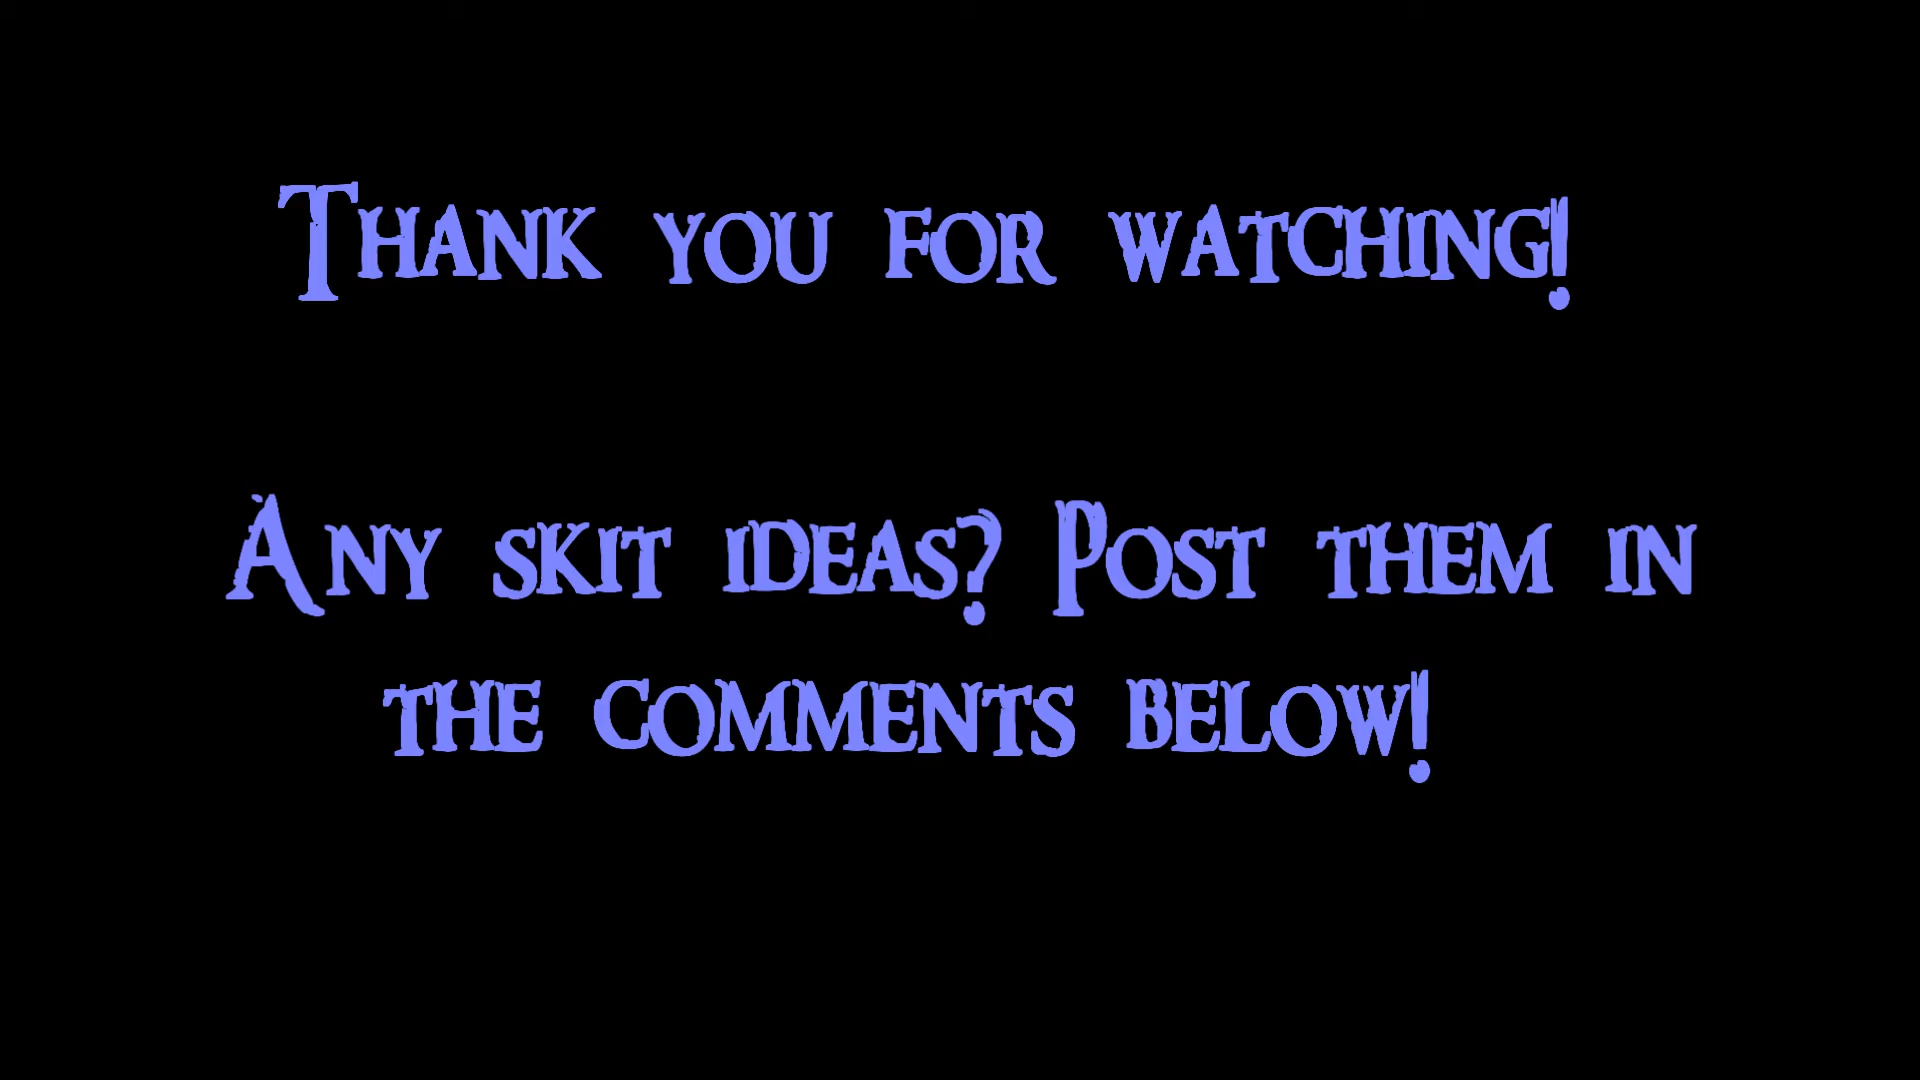 Thank you for watching!
Any skit ideas? Post them in
the comments below!